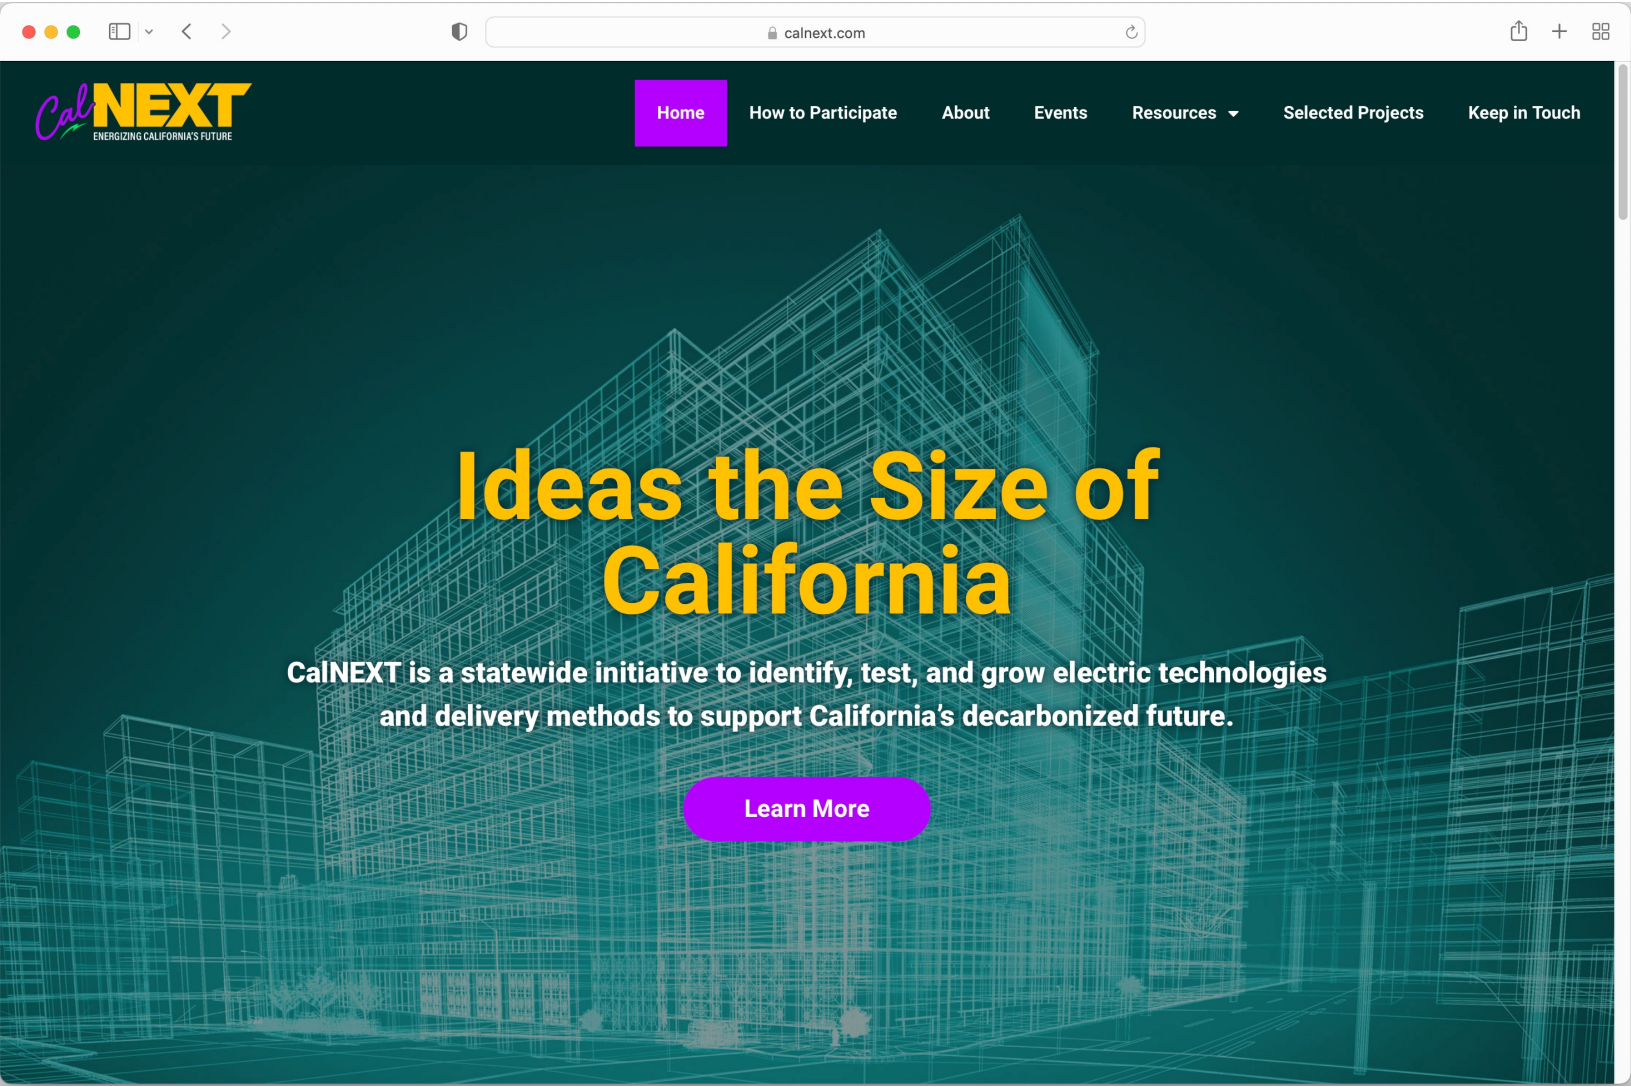 calnext.com
CalNEXT
ENERGIZING CALIFORNIA'S FUTURE
Home How to Participate About Events Resources Selected Projects Keep in Touch
Ideas the Size of
California
CalNEXT is a statewide initiative to identify, test, and grow electric technologies
and delivery methods to support California’s decarbonized future.
Learn More